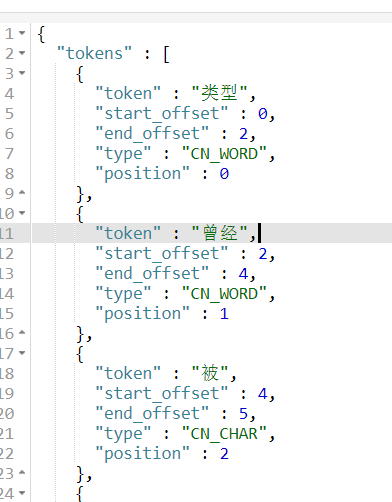 1 {
2 "tokens" : [
3 {
4 "token" : "类型",
5 "start_offset" : 0,
6 "end_offset" : 2,
7 "type" : "CN_WORD",
8 "position" : 0
9 },
10 {
11 "token" : "曾经",
12 "start_offset" : 2,
13 "end_offset" : 4,
14 "type" : "CN_WORD",
15 "position" : 1
16 },
17 {
18 "token" : "被",
19 "start_offset" : 4,
20 "end_offset" : 5,
21 "type" : "CN_CHAR",
22 "position" : 2
23 },
24 {